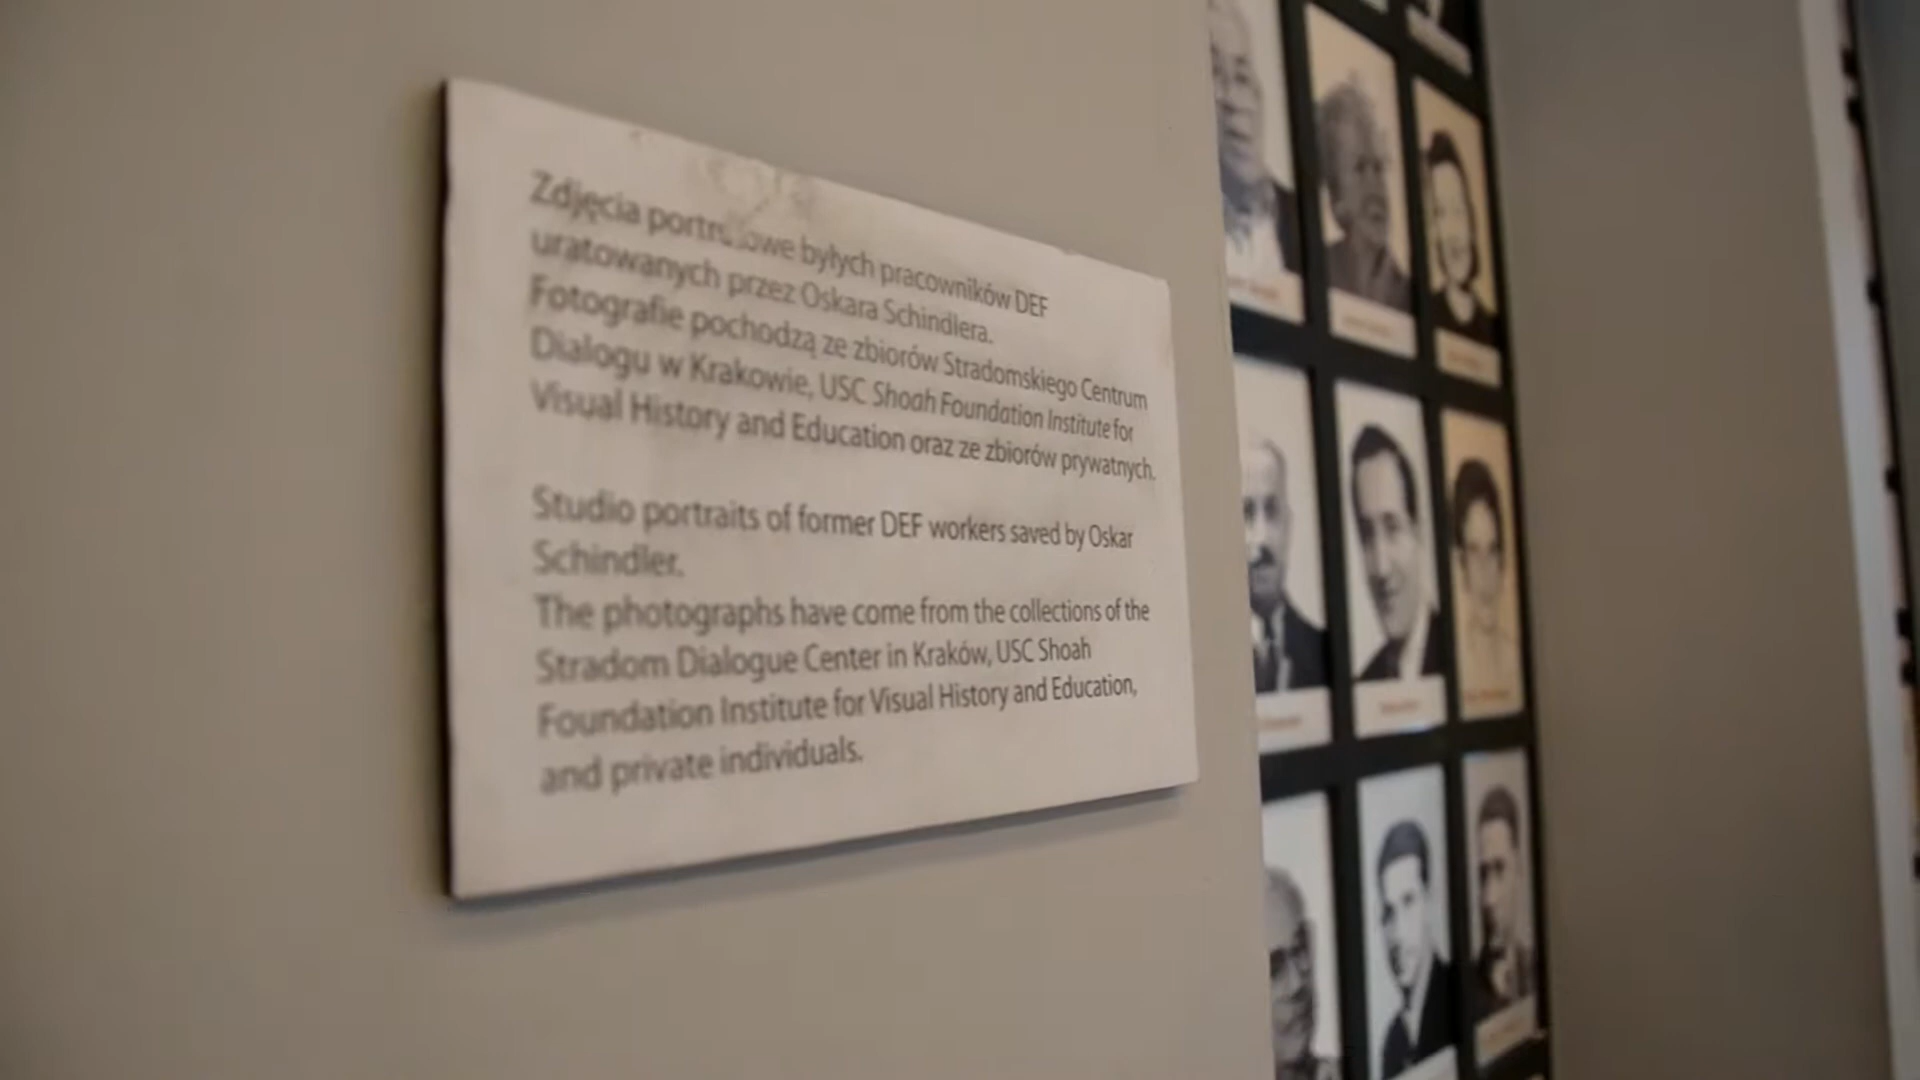 Zdjęcia portretowe byłych pracowników DEF
uratowanych przez Oskara Schindlera.
Fotografie pochodzą ze zbiorów Stradomskiego Centrum
Dialogu w Krakowie, USC Shoah Foundation Institute for
Visual History and Education oraz ze zbiorów prywatnych.
Studio portraits of former DEF workers saved by Oskar
Schindler.
The photographs have come from the collections of the
Stradom Dialogue Center in Kraków, USC Shoah
Foundation Institute for Visual History and Education,
and private individuals.